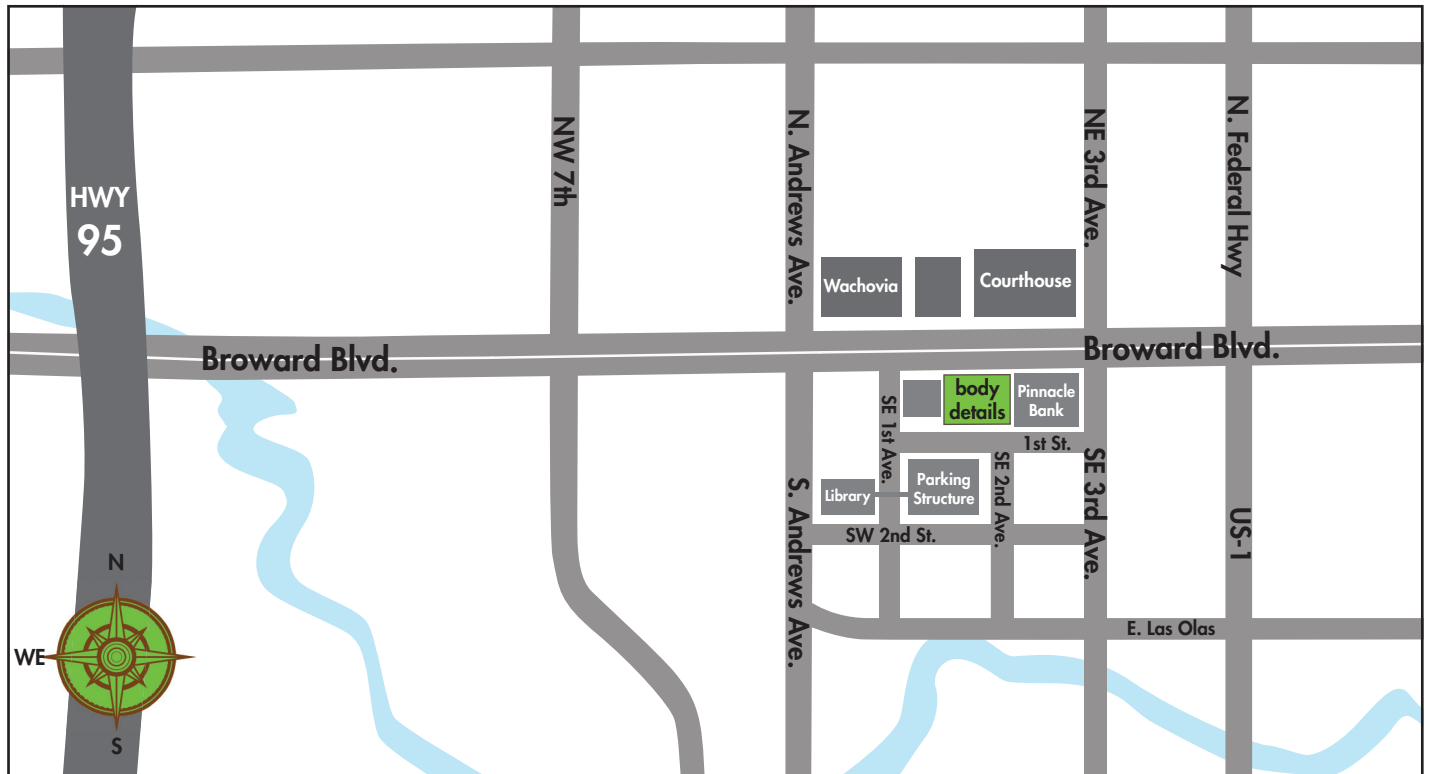 HWY
95
NW 7th
N. Andrews Ave.
NE 3rd Ave.
N. Federal Hwy
Wachovia
Courthouse
Broward Blvd.
Broward Blvd.
SE 1st Ave.
body
details
Pinnacle
Bank
1st St.
S. Andrews Ave.
Library
Parking
Structure
SE 2nd Ave.
SE 3rd Ave.
US-1
SW 2nd St.
E. Las Olas
N
WE
S